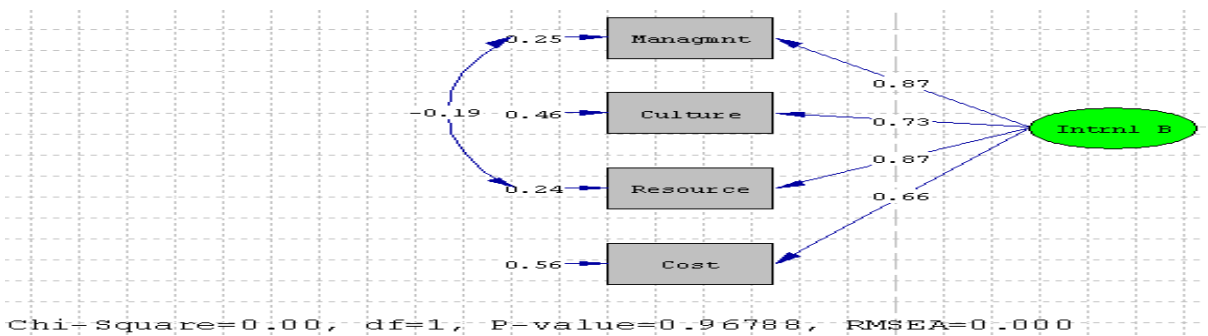 0.25 Managmnt
0.87
-0.19 0.46 Culture 0.73 Intrnl B
0.87
0.24 Resource
0.66
0.56 Cost
Chi-Square=0.00, df=1, P-value=0.96788, RMSEA=0.000